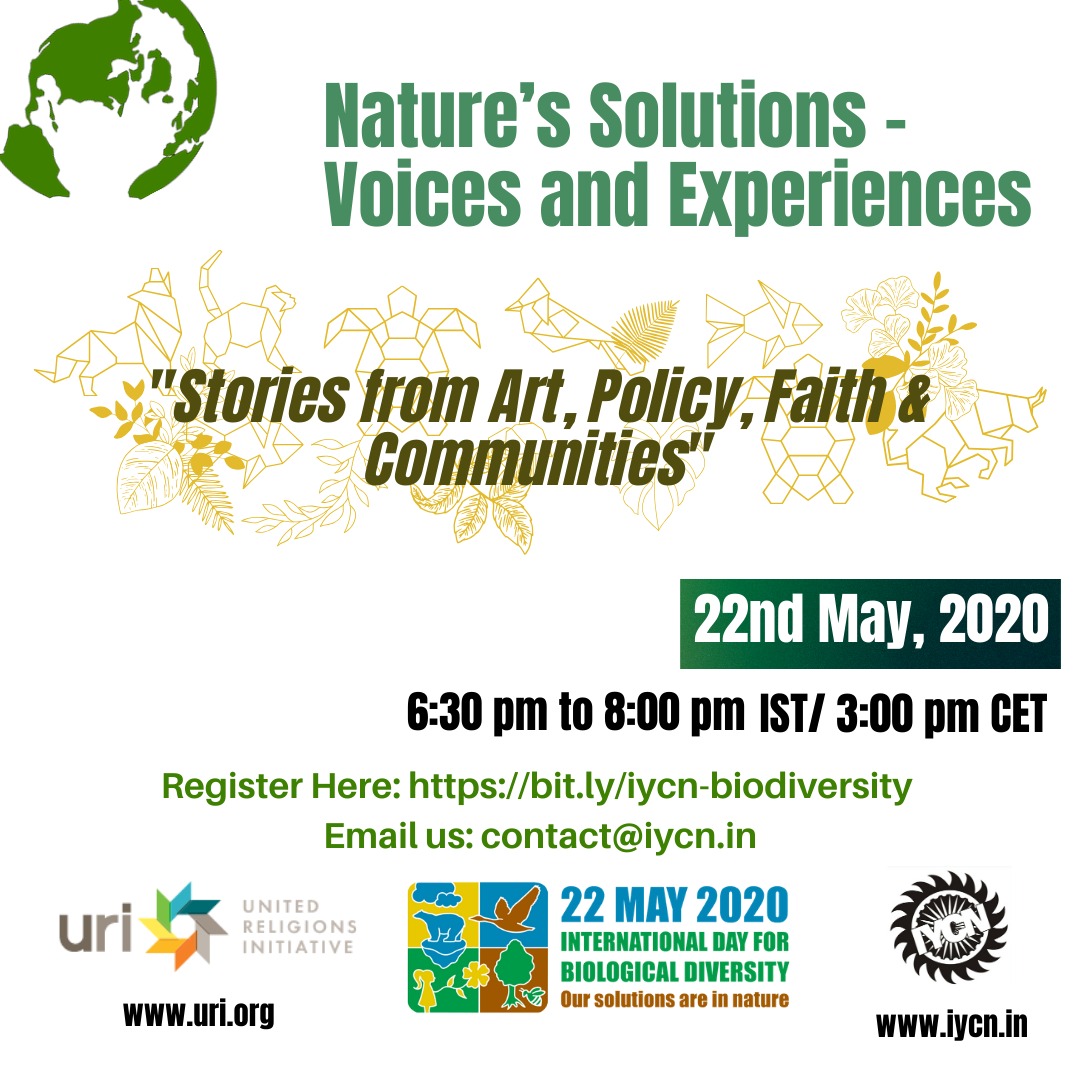 Nature’s Solutions -
Voices and Experiences
"Stories from Art, Policy, Faith &
Communities"
22nd May, 2020
6:30 pm to 8:00 pm IST/ 3:00 pm CET
Register Here: https://bit.ly/iycn-biodiversity
Email us: contact@iycn.in
uri
UNITED
RELIGIONS
INITIATIVE
www.uri.org
22 MAY 2020
INTERNATIONAL DAY FOR
BIOLOGICAL DIVERSITY
Our solutions are in nature
IYCN
www.iycn.in